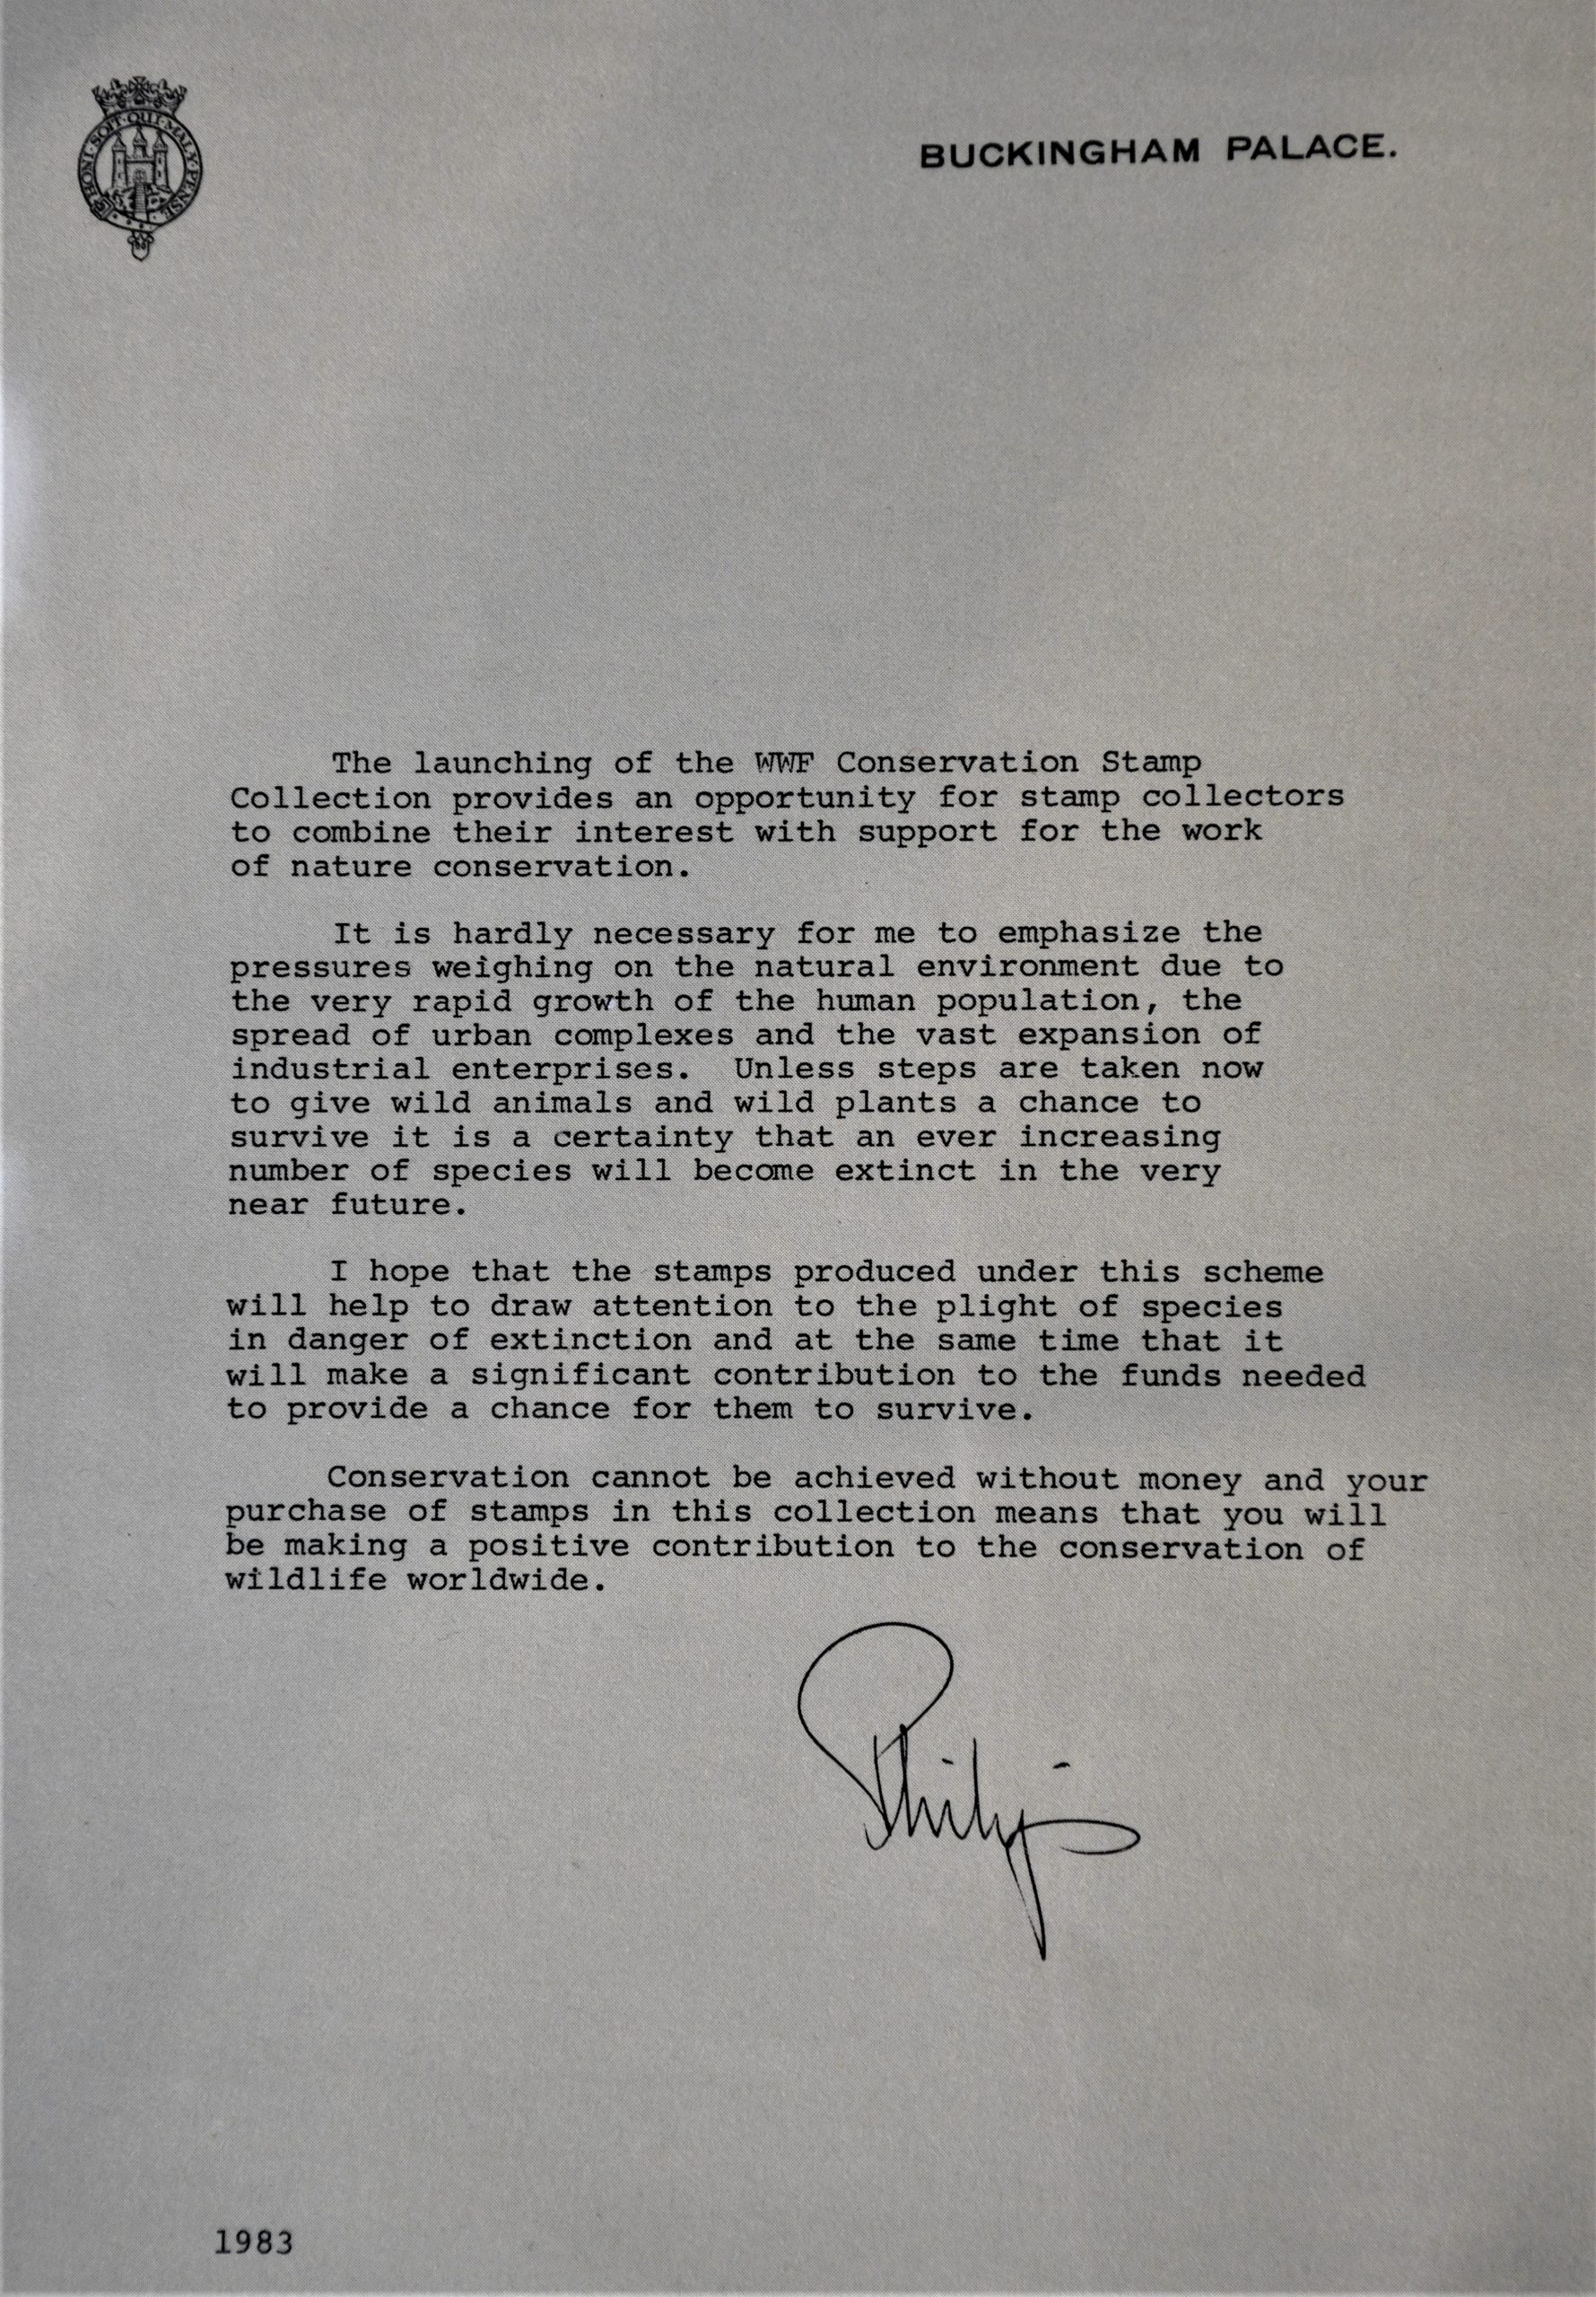 HONI·SOIT·QUI·MAL·Y·PENSE
BUCKINGHAM PALACE.
The launching of the WWF Conservation Stamp
Collection provides an opportunity for stamp collectors
to combine their interest with support for the work
of nature conservation.
It is hardly necessary for me to emphasize the
pressures weighing on the natural environment due to
the very rapid growth of the human population, the
spread of urban complexes and the vast expansion of
industrial enterprises. Unless steps are taken now
to give wild animals and wild plants a chance to
survive it is a certainty that an ever increasing
number of species will become extinct in the very
near future.
I hope that the stamps produced under this scheme
will help to draw attention to the plight of species
in danger of extinction and at the same time that it
will make a significant contribution to the funds needed
to provide a chance for them to survive.
Conservation cannot be achieved without money and your
purchase of stamps in this collection means that you will
be making a positive contribution to the conservation of
wildlife worldwide.
Philip
1983